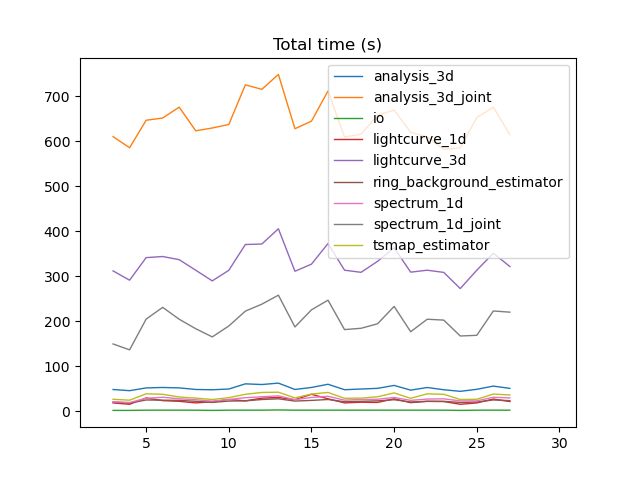 Total time (s)
analysis_3d
analysis_3d_joint
io
lightcurve_1d
lightcurve_3d
ring_background_estimator
spectrum_1d
spectrum_1d_joint
tsmap_estimator
700
600
500
400
300
200
100
0
5 10 15 20 25 30